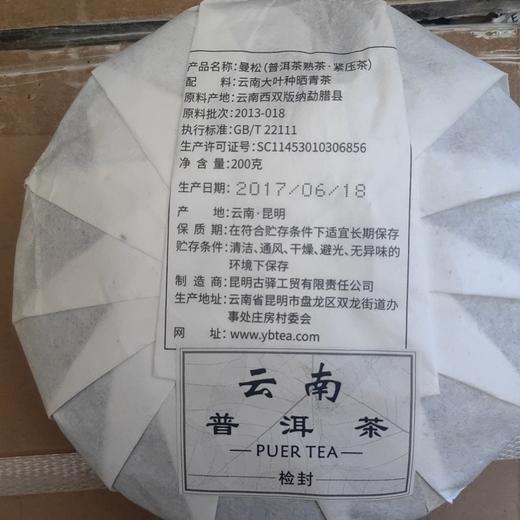 产品名称: 曼松(普洱茶熟茶·紧压茶)
配　　料: 云南大叶种晒青茶
原料产地: 云南西双版纳勐腊县
原料批次: 2013-018
执行标准: GB/T 22111
生产许可证号: SC11453010306856
净 含 量: 200克
生产日期: 2017/06/18
产　　地: 云南·昆明
保 质 期: 在符合贮存条件下适宜长期保存
贮存条件: 清洁、通风、干燥、避光、无异味的
环境下保存
制 造 商: 昆明古驿工贸有限责任公司
生产地址: 云南省昆明市盘龙区双龙街道办
事处庄房村委会
网　　址: www.ybtea.com
云南
普洱茶
PUER TEA
检封